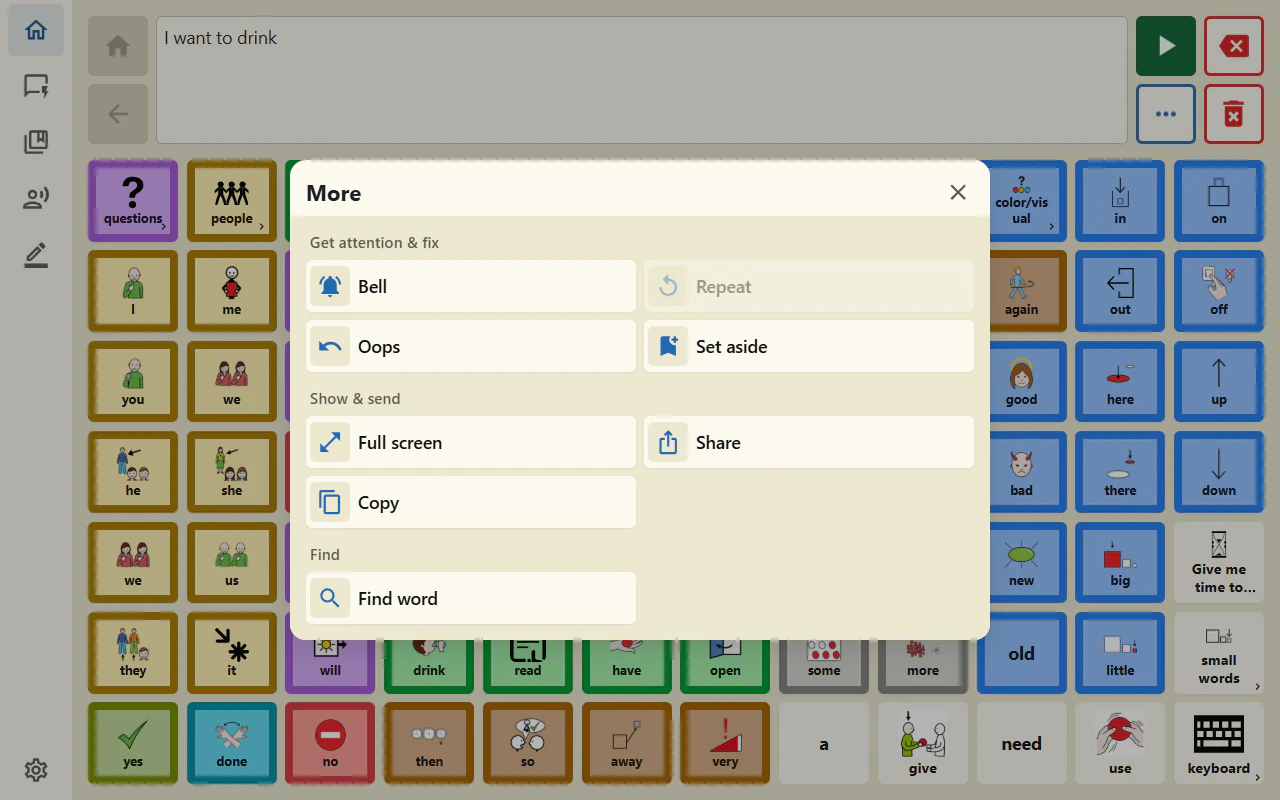 I want to drink
questions
people
color/vis
ual
in
on
More
Get attention & fix
Bell
Repeat
Oops
Set aside
Show & send
Full screen
Share
Copy
Find
Find word
I
me
again
out
off
you
we
good
here
up
he
she
bad
there
down
we
us
new
big
Give me
time to...
they
it
will
drink
read
have
open
some
more
old
little
small
words
yes
done
no
then
so
away
very
a
give
need
use
keyboard